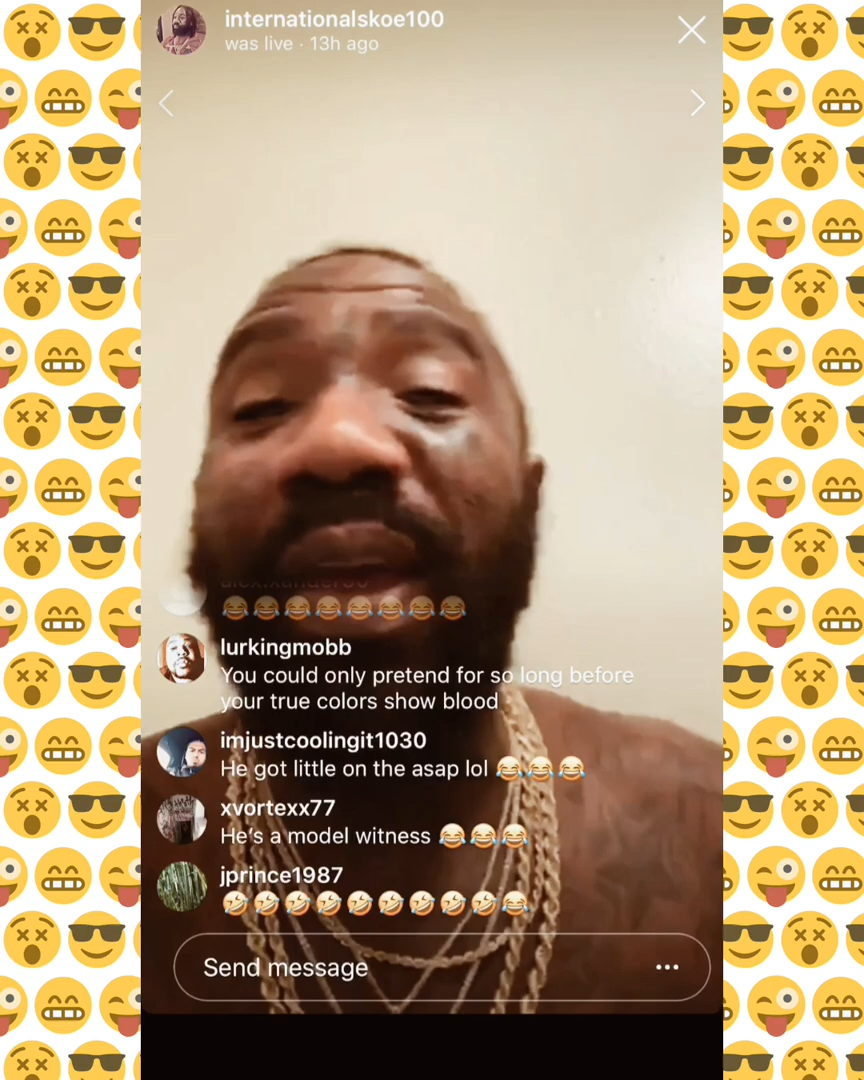 internationalskoe100
was live · 13h ago
😂😂😂😂😂😂😂😂
lurkingmobb
You could only pretend for so long before
your true colors show blood
imjustcoolingit1030
He got little on the asap lol 😂😂😂
xvortexx77
He's a model witness 😂😂😂
jprince1987
🤣🤣🤣🤣🤣🤣🤣🤣🤣😂
Send message